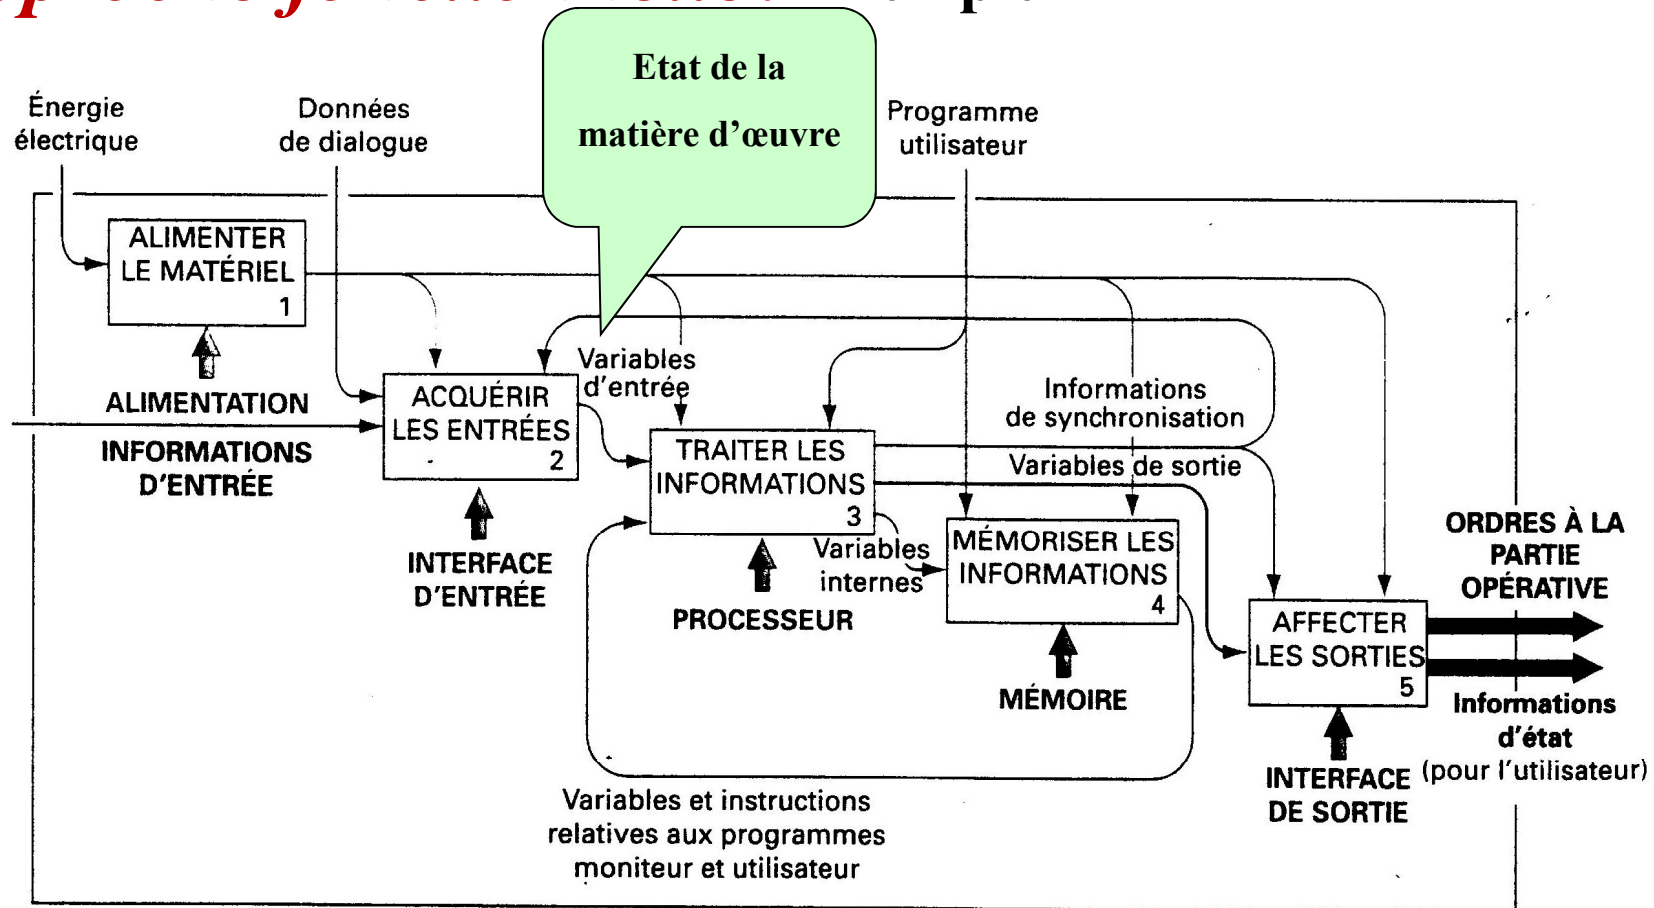 Etat de la
matière d'œuvre
Énergie
électrique
Données
de dialogue
Programme
utilisateur
ALIMENTER
LE MATÉRIEL
1
ALIMENTATION
INFORMATIONS
D'ENTRÉE
ACQUÉRIR
LES ENTRÉES
2
INTERFACE
D'ENTRÉE
Variables
d'entrée
TRAITER LES
INFORMATIONS
3
PROCESSEUR
Informations
de synchronisation
Variables de sortie
Variables
internes
MÉMORISER LES
INFORMATIONS
4
MÉMOIRE
AFFECTER
LES SORTIES
5
INTERFACE
DE SORTIE
ORDRES À LA
PARTIE
OPÉRATIVE
Informations
d'état
(pour l'utilisateur)
Variables et instructions
relatives aux programmes
moniteur et utilisateur